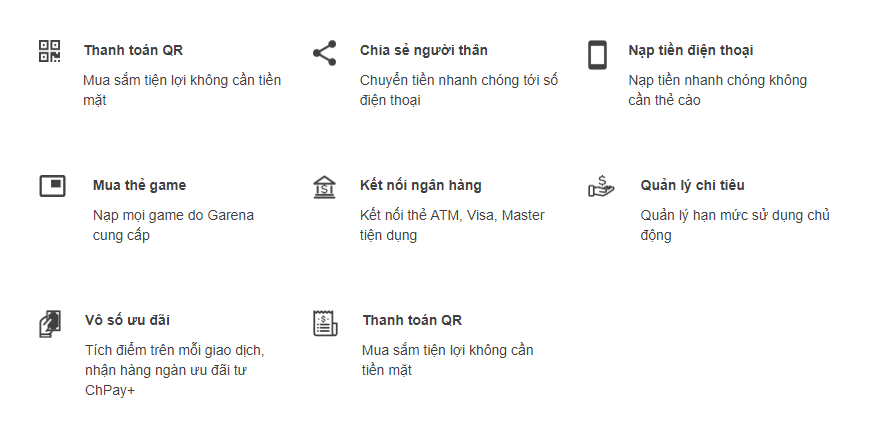 Thanh toán QR
Mua sắm tiện lợi không cần tiền
mặt
Chia sẻ người thân
Chuyển tiền nhanh chóng tới số
điện thoại
Nạp tiền điện thoại
Nạp tiền nhanh chóng không
cần thẻ cào
Mua thẻ game
Nạp mọi game do Garena
cung cấp
Kết nối ngân hàng
Kết nối thẻ ATM, Visa, Master
tiện dụng
Quản lý chi tiêu
Quản lý hạn mức sử dụng chủ
động
Vô số ưu đãi
Tích điểm trên mỗi giao dịch,
nhận hàng ngàn ưu đãi tư
ChPay+
Thanh toán QR
Mua sắm tiện lợi không cần
tiền mặt